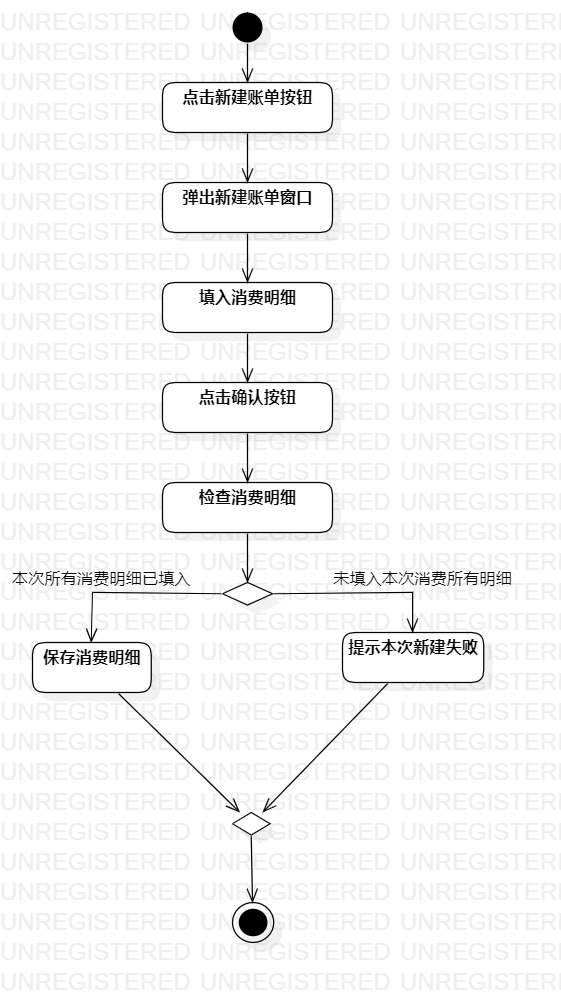 点击新建账单按钮
弹出新建账单窗口
填入消费明细
点击确认按钮
检查消费明细
本次所有消费明细已填入
未填入本次消费所有明细
保存消费明细
提示本次新建失败
UNREGISTERED